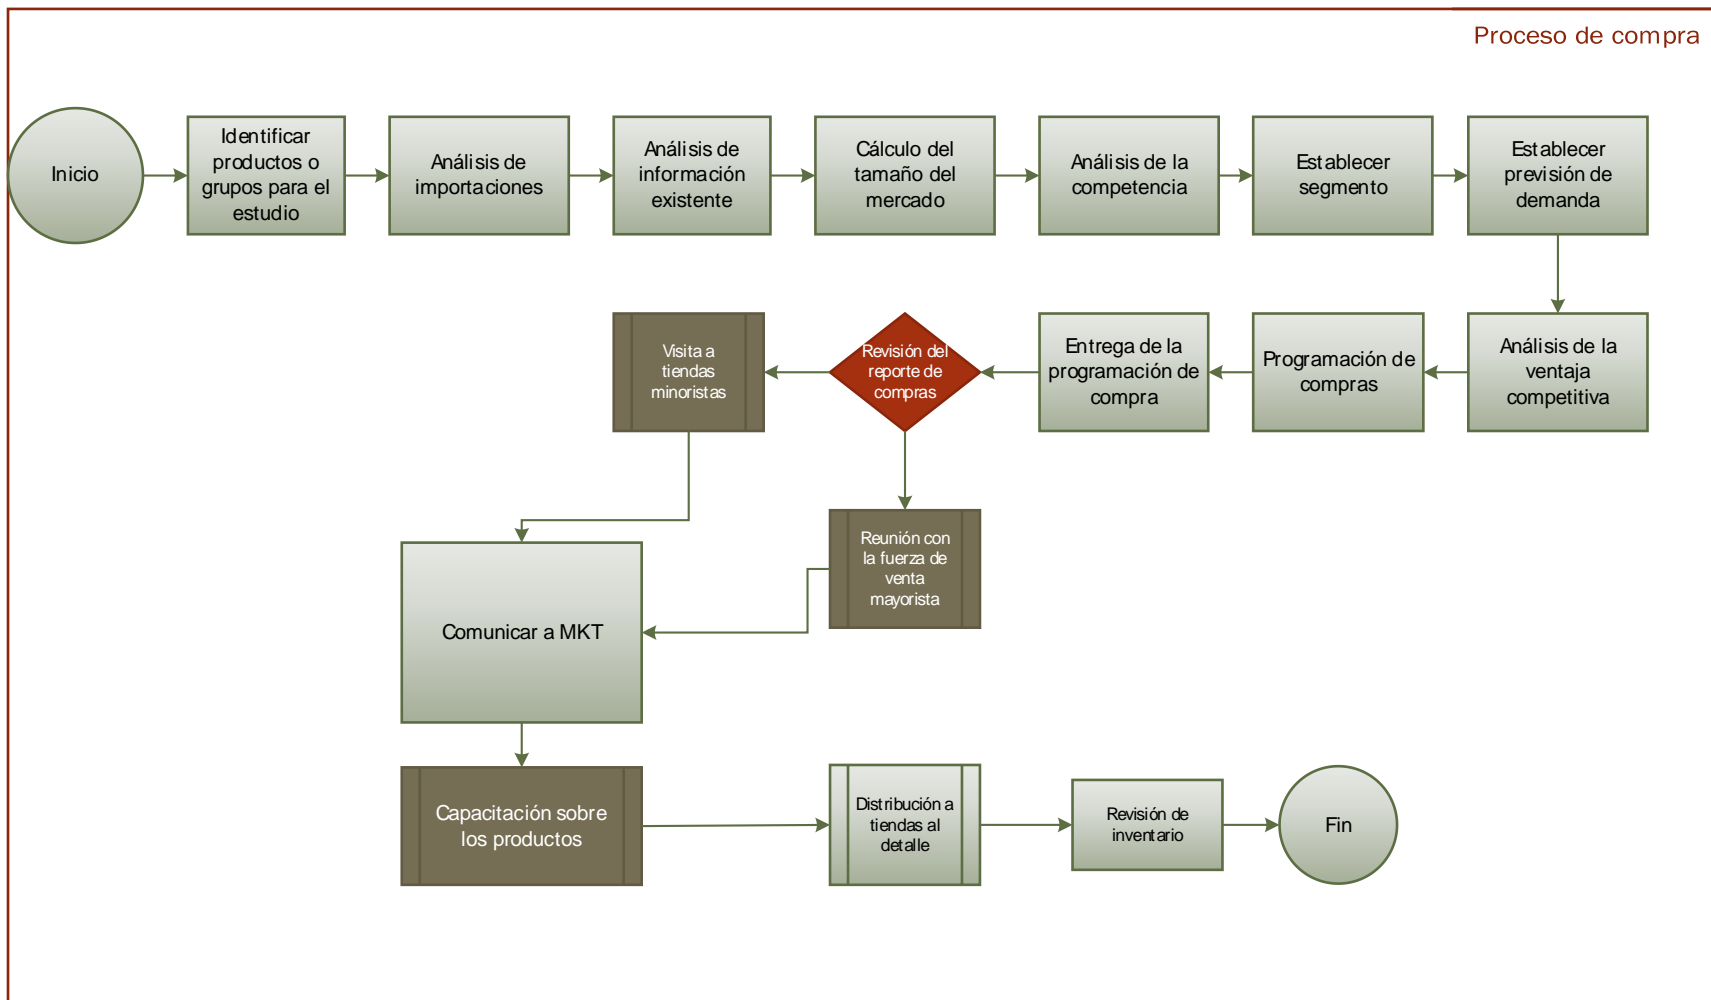 Proceso de compra
Inicio
Identificar
productos o
grupos para el
estudio
Análisis de
importaciones
Análisis de
información
existente
Cálculo del
tamaño del
mercado
Análisis de la
competencia
Establecer
segmento
Establecer
previsión de
demanda
Análisis de la
ventaja
competitiva
Programación de
compras
Entrega de la
programación de
compra
Revisión del
reporte de
compras
Visita a
tiendas
minoristas
Reunión con
la fuerza de
venta
mayorista
Comunicar a MKT
Capacitación sobre
los productos
Distribución a
tiendas al
detalle
Revisión de
inventario
Fin